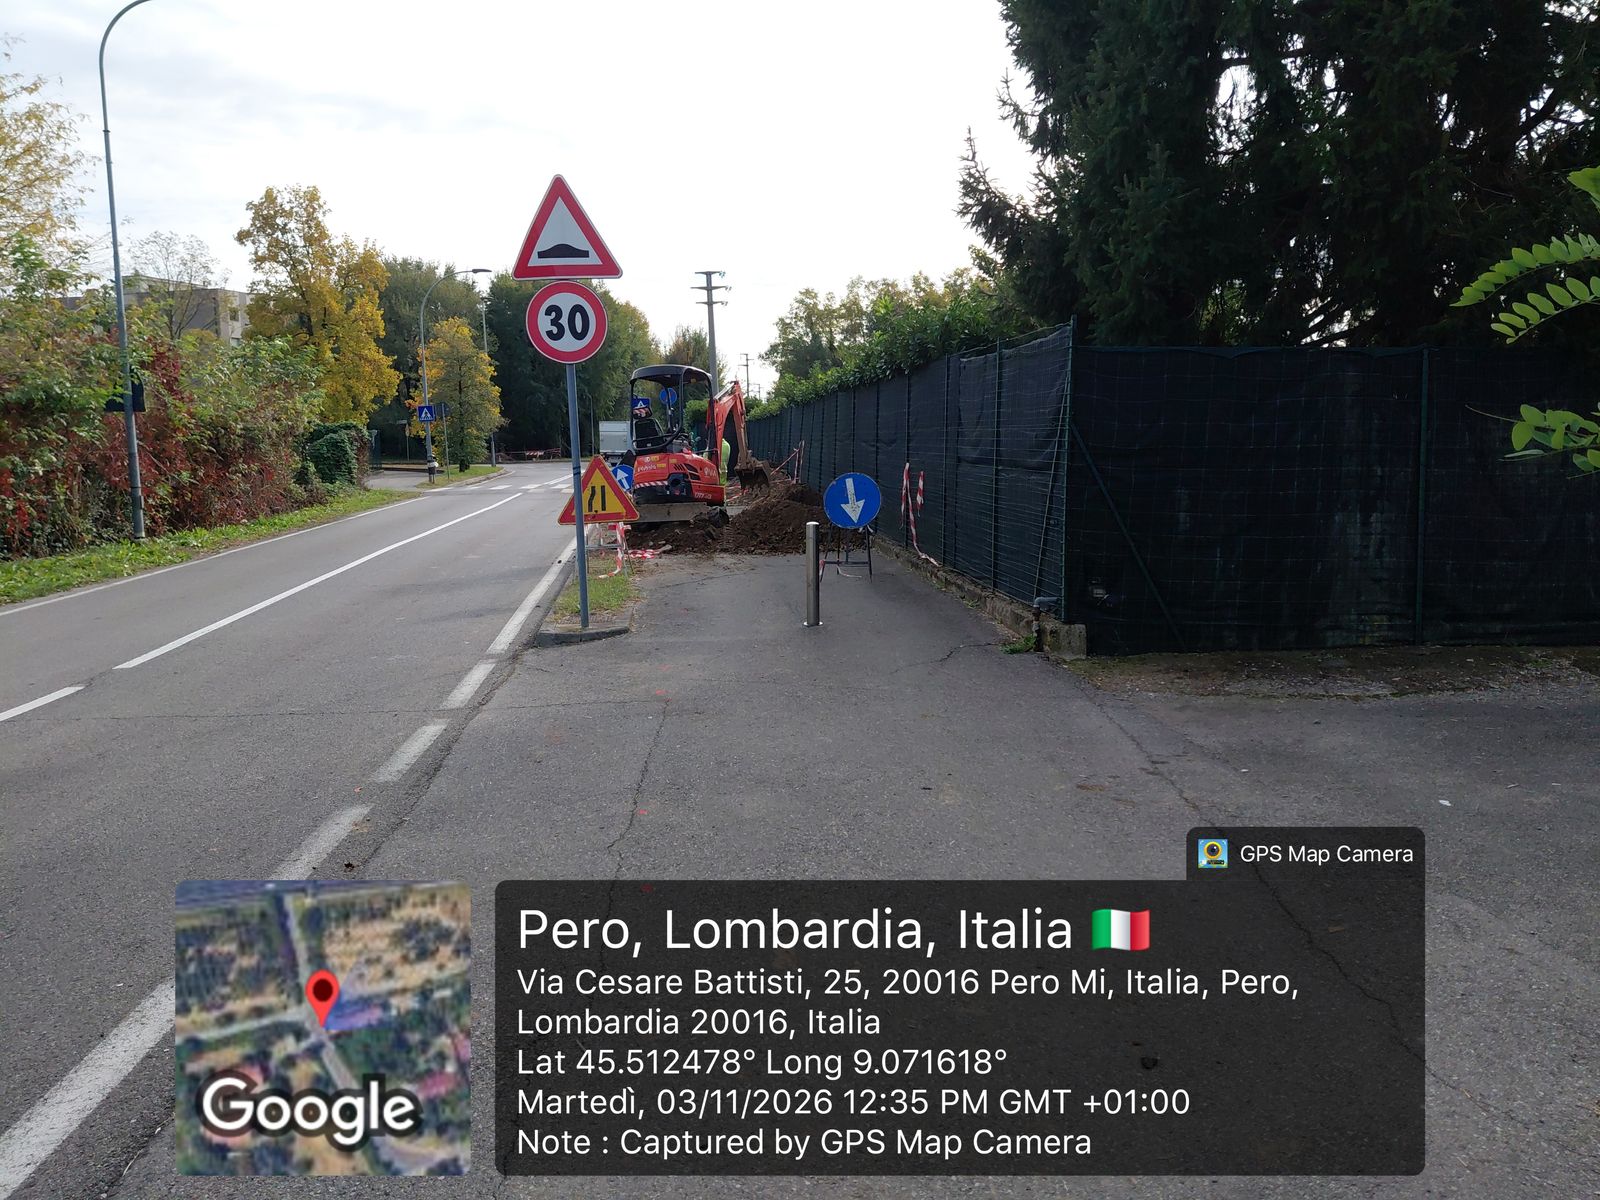 30
GPS Map Camera
Pero, Lombardia, Italia
Via Cesare Battisti, 25, 20016 Pero Mi, Italia, Pero,
Lombardia 20016, Italia
Lat 45.512478° Long 9.071618°
Martedì, 03/11/2026 12:35 PM GMT +01:00
Note : Captured by GPS Map Camera
Google